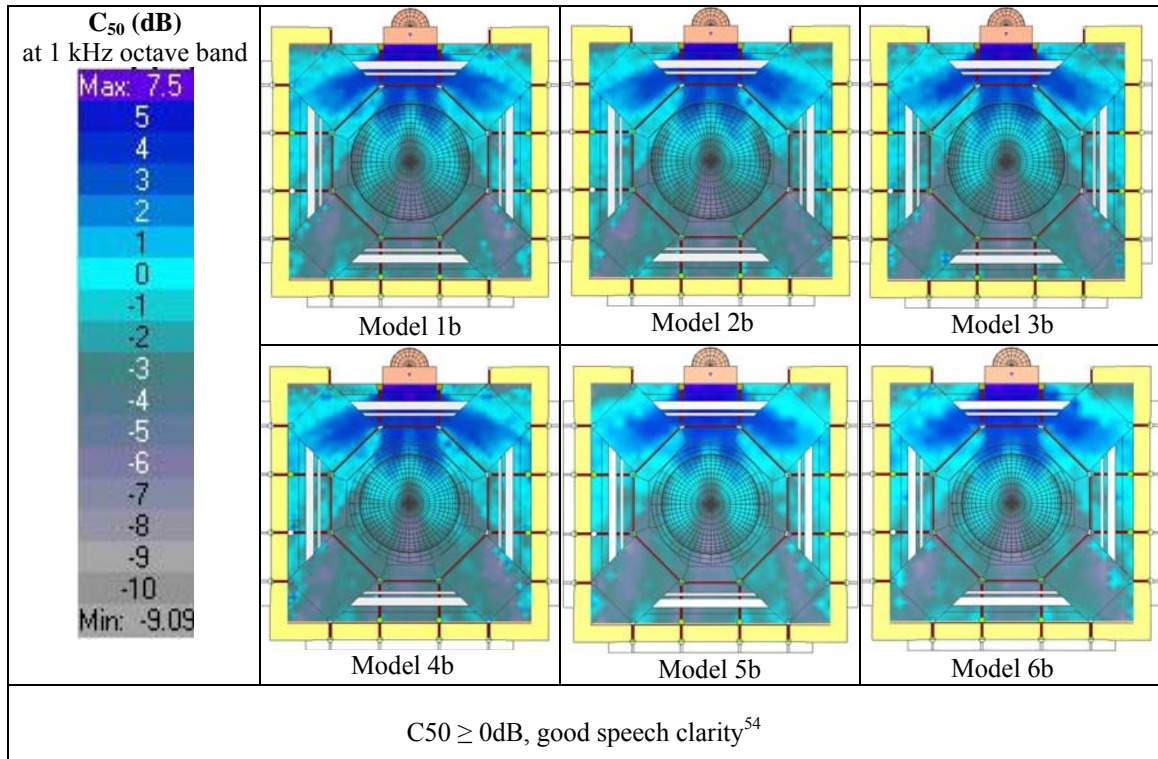 C₅₀ (dB)
at 1 kHz octave band
Max: 7.5
5
4
3
2
1
0
-1
-2
-3
-4
-5
-6
-7
-8
-9
-10
Min: -9.09
Model 1b
Model 2b
Model 3b
Model 4b
Model 5b
Model 6b
C50 ≥ 0dB, good speech clarity⁵⁴